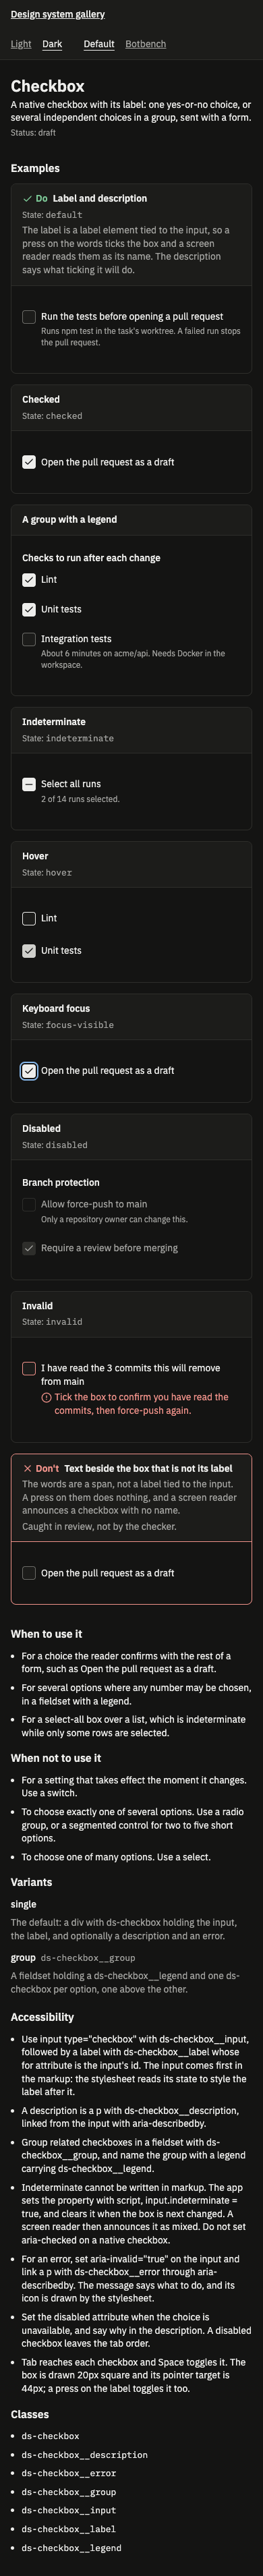 Design system gallery
Light Dark Default Botbench
Checkbox
A native checkbox with its label: one yes-or-no choice, or
several independent choices in a group, sent with a form.
Status: draft
Examples
Do Label and description
State: default
The label is a label element tied to the input, so a
press on the words ticks the box and a screen
reader reads them as its name. The description
says what ticking it will do.
Run the tests before opening a pull request
Runs npm test in the task's worktree. A failed run stops
the pull request.
Checked
State: checked
Open the pull request as a draft
A group with a legend
Checks to run after each change
Lint
Unit tests
Integration tests
About 6 minutes on acme/api. Needs Docker in the
workspace.
Indeterminate
State: indeterminate
Select all runs
2 of 14 runs selected.
Hover
State: hover
Lint
Unit tests
Keyboard focus
State: focus-visible
Open the pull request as a draft
Disabled
State: disabled
Branch protection
Allow force-push to main
Only a repository owner can change this.
Require a review before merging
Invalid
State: invalid
I have read the 3 commits this will remove
from main
Tick the box to confirm you have read the
commits, then force-push again.
Don't Text beside the box that is not its label
The words are a span, not a label tied to the input.
A press on them does nothing, and a screen reader
announces a checkbox with no name.
Caught in review, not by the checker.
Open the pull request as a draft
When to use it
For a choice the reader confirms with the rest of a
form, such as Open the pull request as a draft.
For several options where any number may be chosen,
in a fieldset with a legend.
For a select-all box over a list, which is indeterminate
while only some rows are selected.
When not to use it
For a setting that takes effect the moment it changes.
Use a switch.
To choose exactly one of several options. Use a radio
group, or a segmented control for two to five short
options.
To choose one of many options. Use a select.
Variants
single
The default: a div with ds-checkbox holding the input,
the label, and optionally a description and an error.
group ds-checkbox__group
A fieldset holding a ds-checkbox__legend and one ds-
checkbox per option, one above the other.
Accessibility
Use input type="checkbox" with ds-checkbox__input,
followed by a label with ds-checkbox__label whose
for attribute is the input's id. The input comes first in
the markup: the stylesheet reads its state to style the
label after it.
A description is a p with ds-checkbox__description,
linked from the input with aria-describedby.
Group related checkboxes in a fieldset with ds-
checkbox__group, and name the group with a legend
carrying ds-checkbox__legend.
Indeterminate cannot be written in markup. The app
sets the property with script, input.indeterminate =
true, and clears it when the box is next changed. A
screen reader then announces it as mixed. Do not set
aria-checked on a native checkbox.
For an error, set aria-invalid="true" on the input and
link a p with ds-checkbox__error through aria-
describedby. The message says what to do, and its
icon is drawn by the stylesheet.
Set the disabled attribute when the choice is
unavailable, and say why in the description. A disabled
checkbox leaves the tab order.
Tab reaches each checkbox and Space toggles it. The
box is drawn 20px square and its pointer target is
44px; a press on the label toggles it too.
Classes
ds-checkbox
ds-checkbox__description
ds-checkbox__error
ds-checkbox__group
ds-checkbox__input
ds-checkbox__label
ds-checkbox__legend